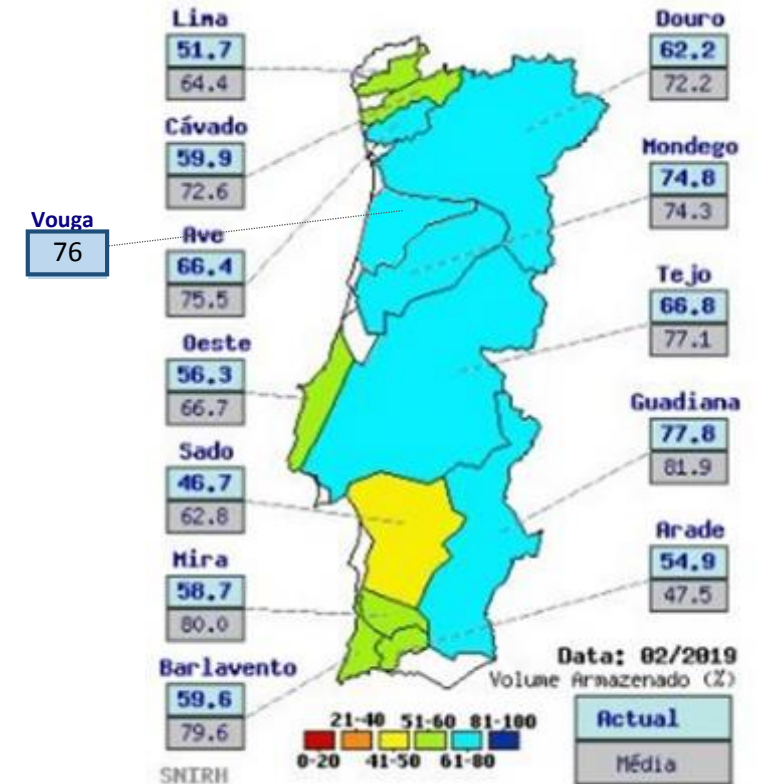 Lima
51.7
64.4
Cávado
59.9
72.6
Vouga
76
Ave
66.4
75.5
Oeste
56.3
66.7
Sado
46.7
62.8
Mira
58.7
80.0
Barlavento
59.6
79.6
Douro
62.2
72.2
Mondego
74.8
74.3
Tejo
66.8
77.1
Guadiana
77.8
81.9
Arade
54.9
47.5
Data: 02/2019
Volume Armazenado (%)
21-40 51-60 81-100
0-20 41-50 61-80
Actual
Média
SNIRH